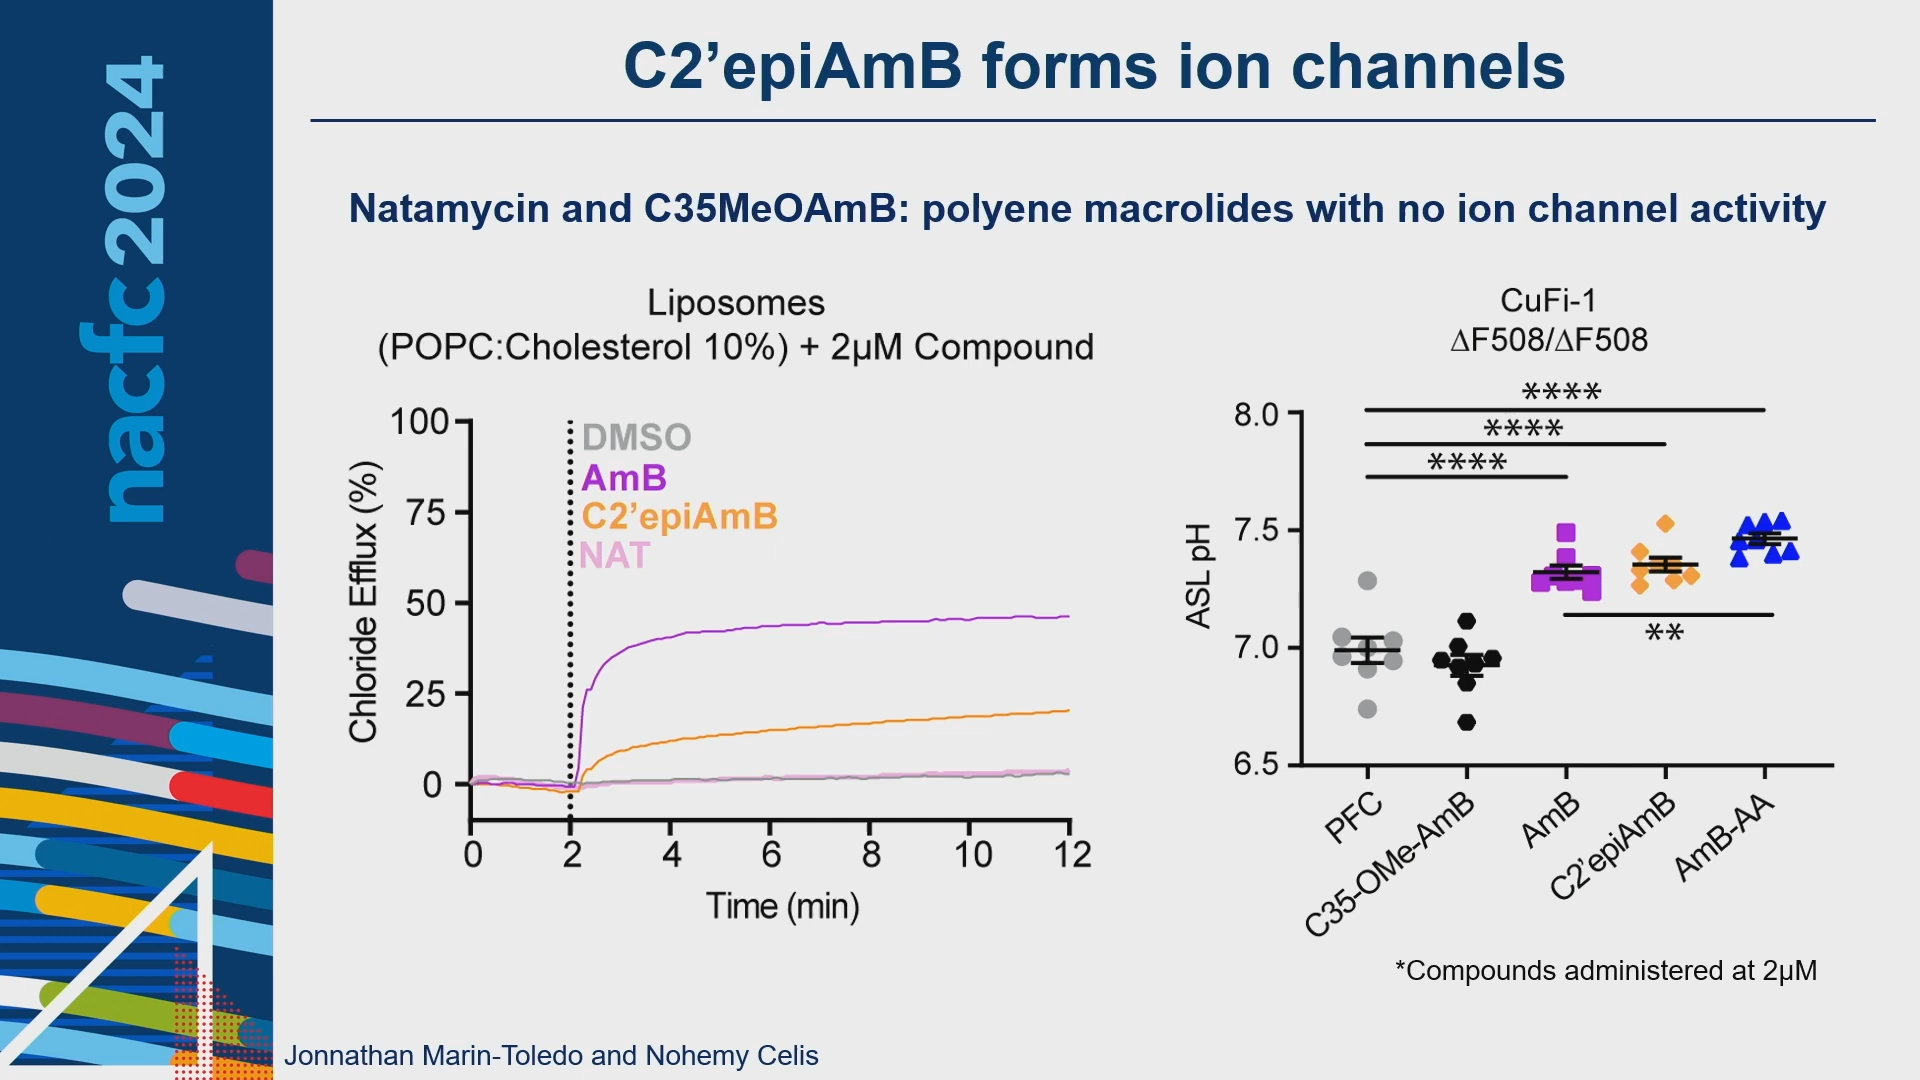 nacfc2024
C2’epiAmB forms ion channels
Natamycin and C35MeOAmB: polyene macrolides with no ion channel activity
Liposomes
(POPC:Cholesterol 10%) + 2µM Compound
Chloride Efflux (%)
100
75
50
25
0
DMSO
AmB
C2’epiAmB
NAT
0 2 4 6 8 10 12
Time (min)
CuFi-1
ΔF508/ΔF508
ASL pH
8.0
7.5
7.0
6.5
****
****
****
**
PFC
C35-OMe-AmB
AmB
C2’epiAmB
AmB-AA
*Compounds administered at 2µM
Jonnathan Marin-Toledo and Nohemy Celis